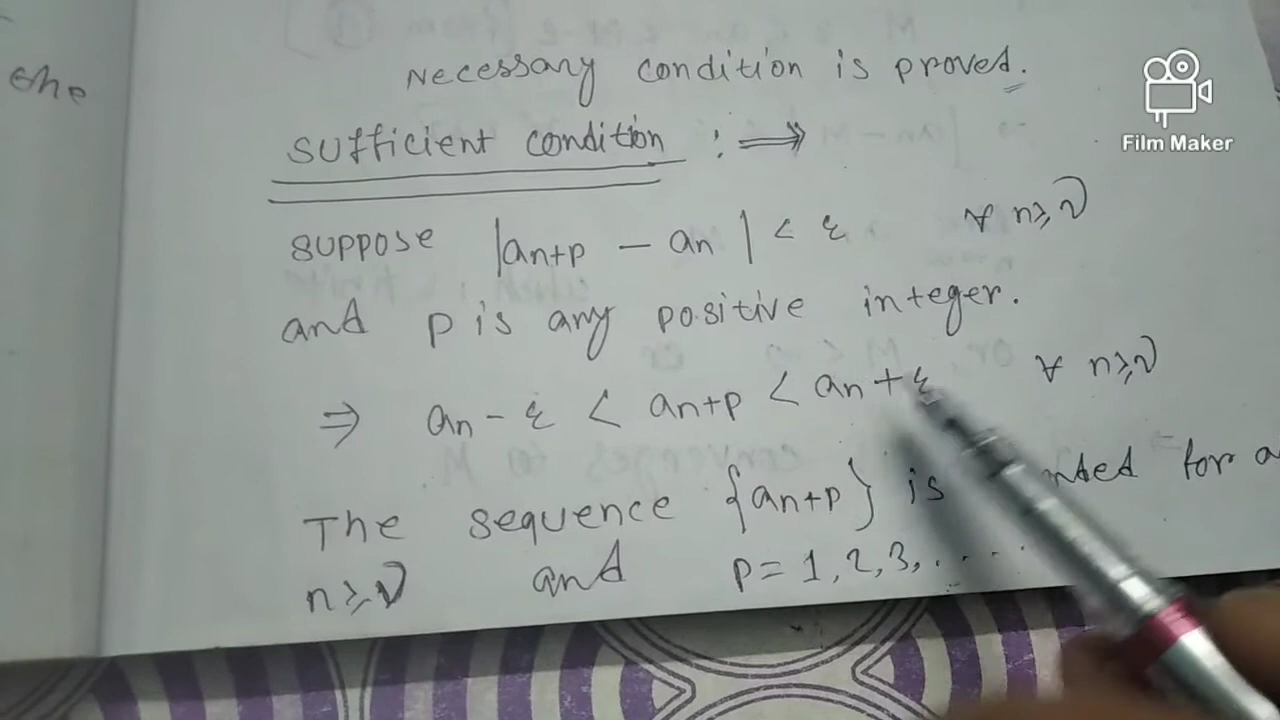 the
Necessary condition is proved.
sufficient condition : ⟹
suppose |an+p − an| < ε ∀ n≥ν
and p is any positive integer.
⇒ an − ε < an+p < an + ε ∀ n≥ν
The sequence {an+p} is for
n≥ν and p = 1, 2, 3, ....
Film Maker